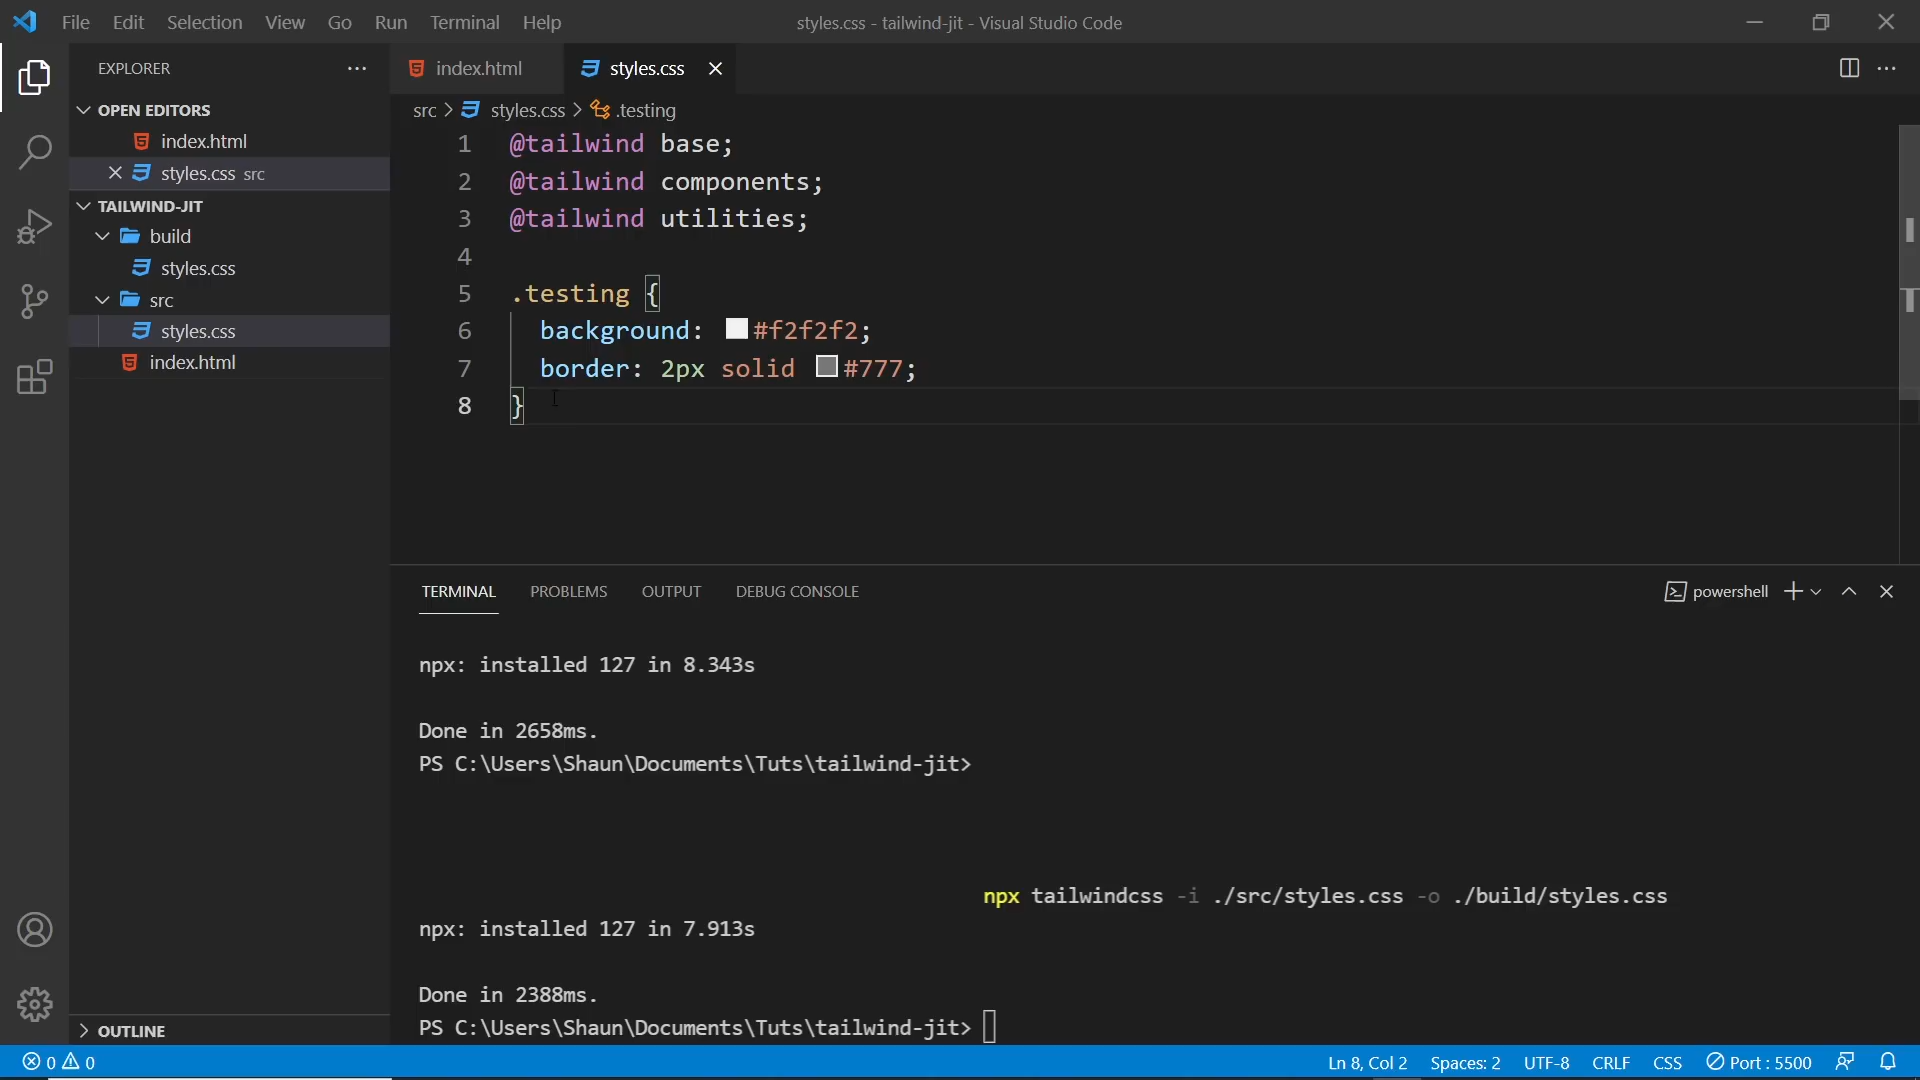 File Edit Selection View Go Run Terminal Help
styles.css - tailwind-jit - Visual Studio Code
EXPLORER
OPEN EDITORS
index.html
styles.css src
TAILWIND-JIT
build
styles.css
src
styles.css
index.html
OUTLINE
index.html
styles.css
src > styles.css > .testing
1 @tailwind base;
2 @tailwind components;
3 @tailwind utilities;
4
5 .testing {
6 background: #f2f2f2;
7 border: 2px solid #777;
8 }
TERMINAL PROBLEMS OUTPUT DEBUG CONSOLE
powershell
npx: installed 127 in 8.343s
Done in 2658ms.
PS C:\Users\Shaun\Documents\Tuts\tailwind-jit>
npx tailwindcss -i ./src/styles.css -o ./build/styles.css
npx: installed 127 in 7.913s
Done in 2388ms.
PS C:\Users\Shaun\Documents\Tuts\tailwind-jit>
0 0
Ln 8, Col 2 Spaces: 2 UTF-8 CRLF CSS Port : 5500